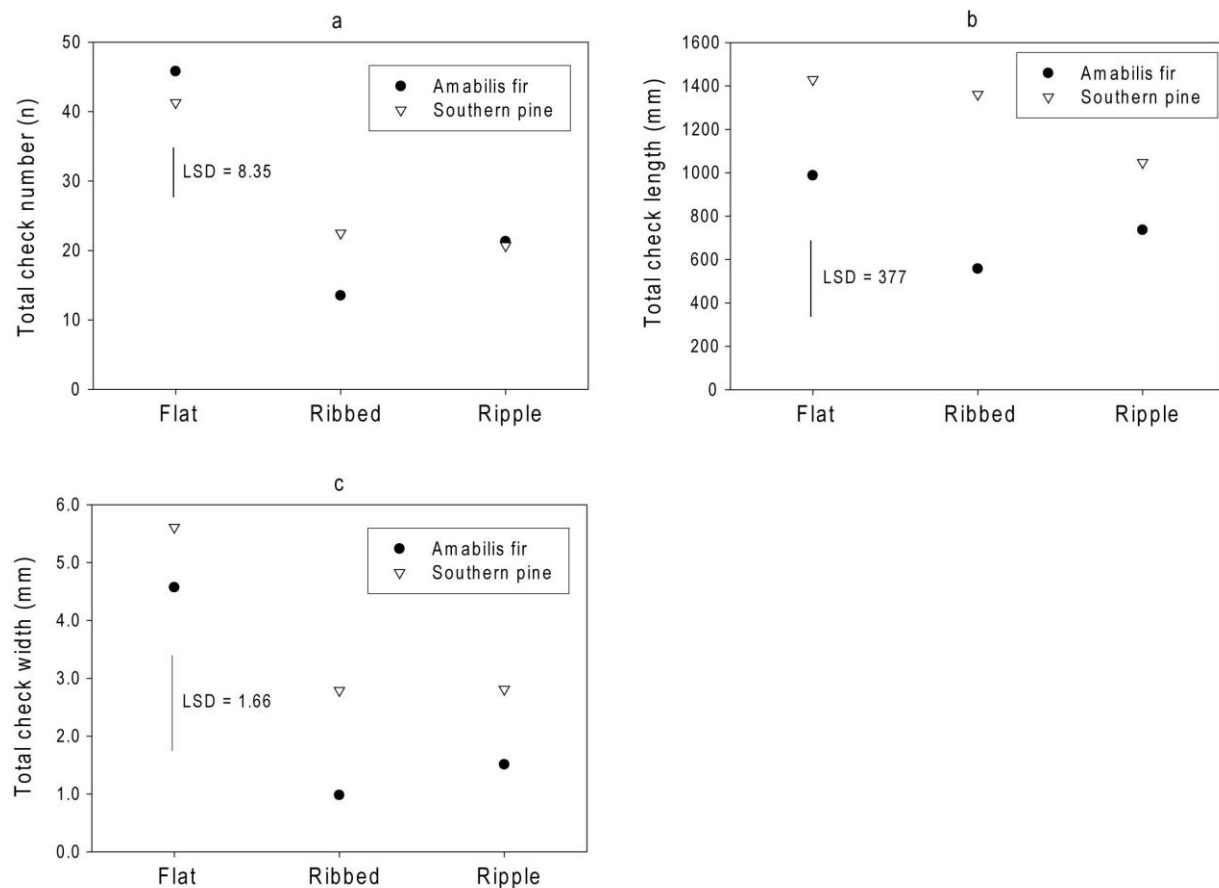 a
Total check number (n)
50
40
30
20
10
0
Amabilis fir
Southern pine
LSD = 8.35
Flat Ribbed Ripple
b
Total check length (mm)
1600
1400
1200
1000
800
600
400
200
0
Amabilis fir
Southern pine
LSD = 377
Flat Ribbed Ripple
c
Total check width (mm)
6.0
5.0
4.0
3.0
2.0
1.0
0.0
Amabilis fir
Southern pine
LSD = 1.66
Flat Ribbed Ripple